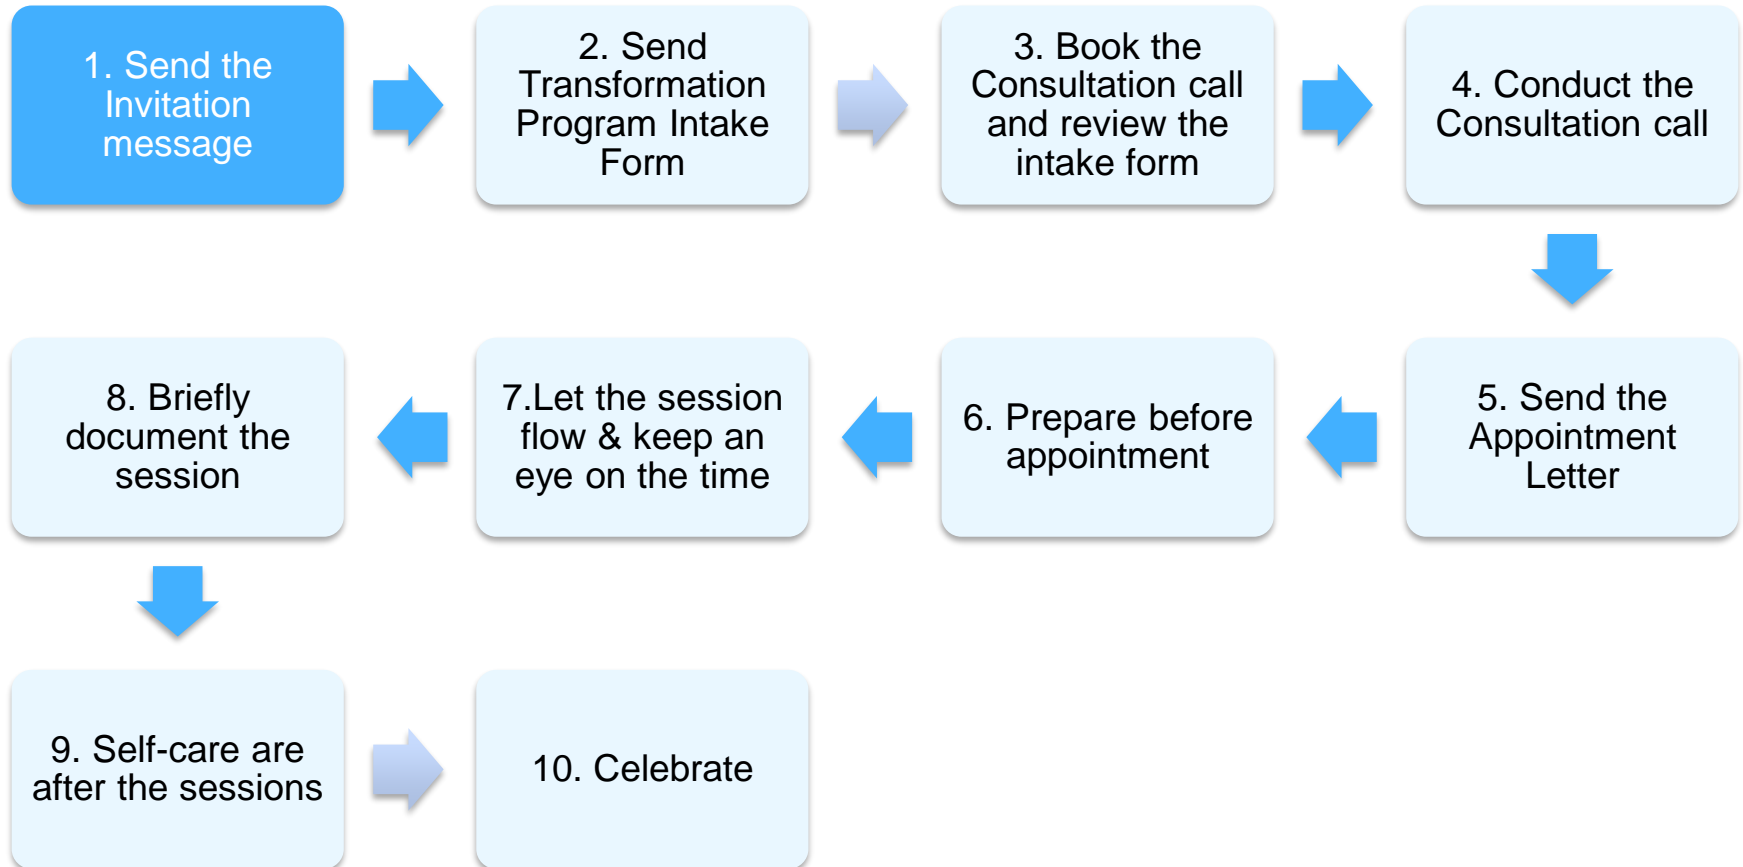 1. Send the
Invitation
message
2. Send
Transformation
Program Intake
Form
3. Book the
Consultation call
and review the
intake form
4. Conduct the
Consultation call
5. Send the
Appointment
Letter
6. Prepare before
appointment
7.Let the session
flow & keep an
eye on the time
8. Briefly
document the
session
9. Self-care are
after the sessions
10. Celebrate